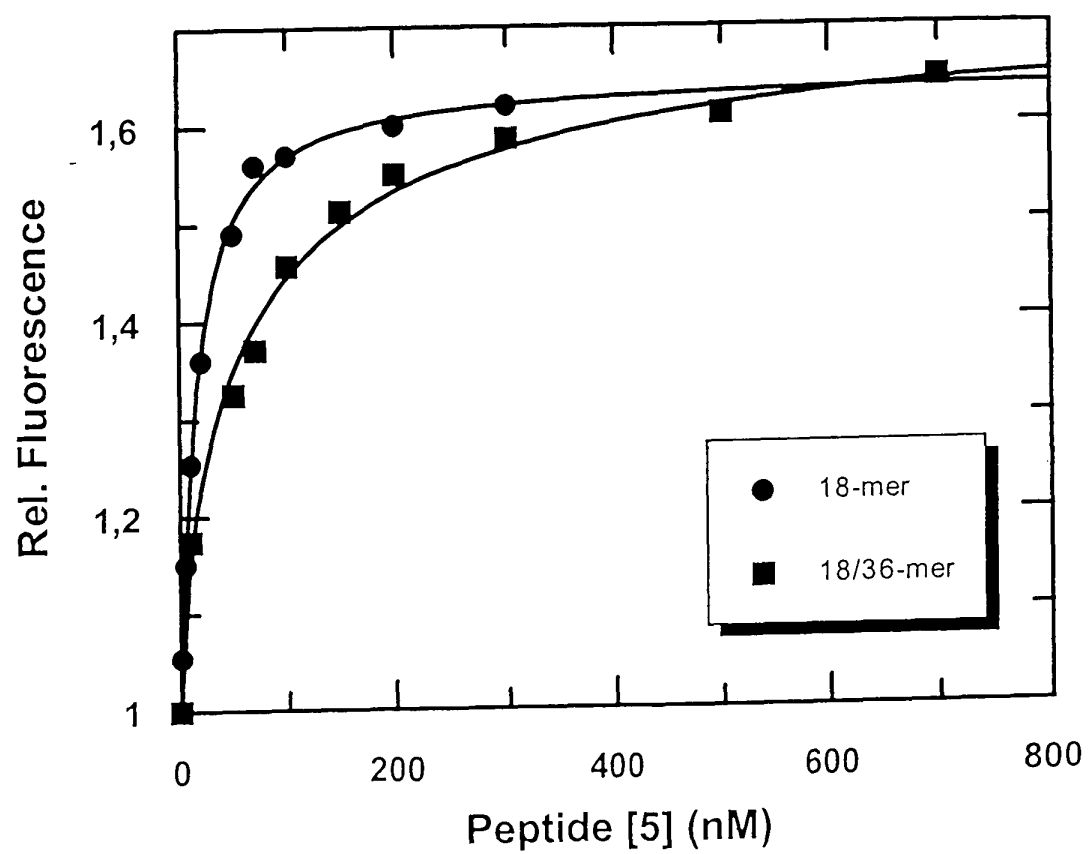 1,6
1,4
1,2
1
Rel. Fluorescence
18-mer
18/36-mer
0 200 400 600 800
Peptide [5] (nM)